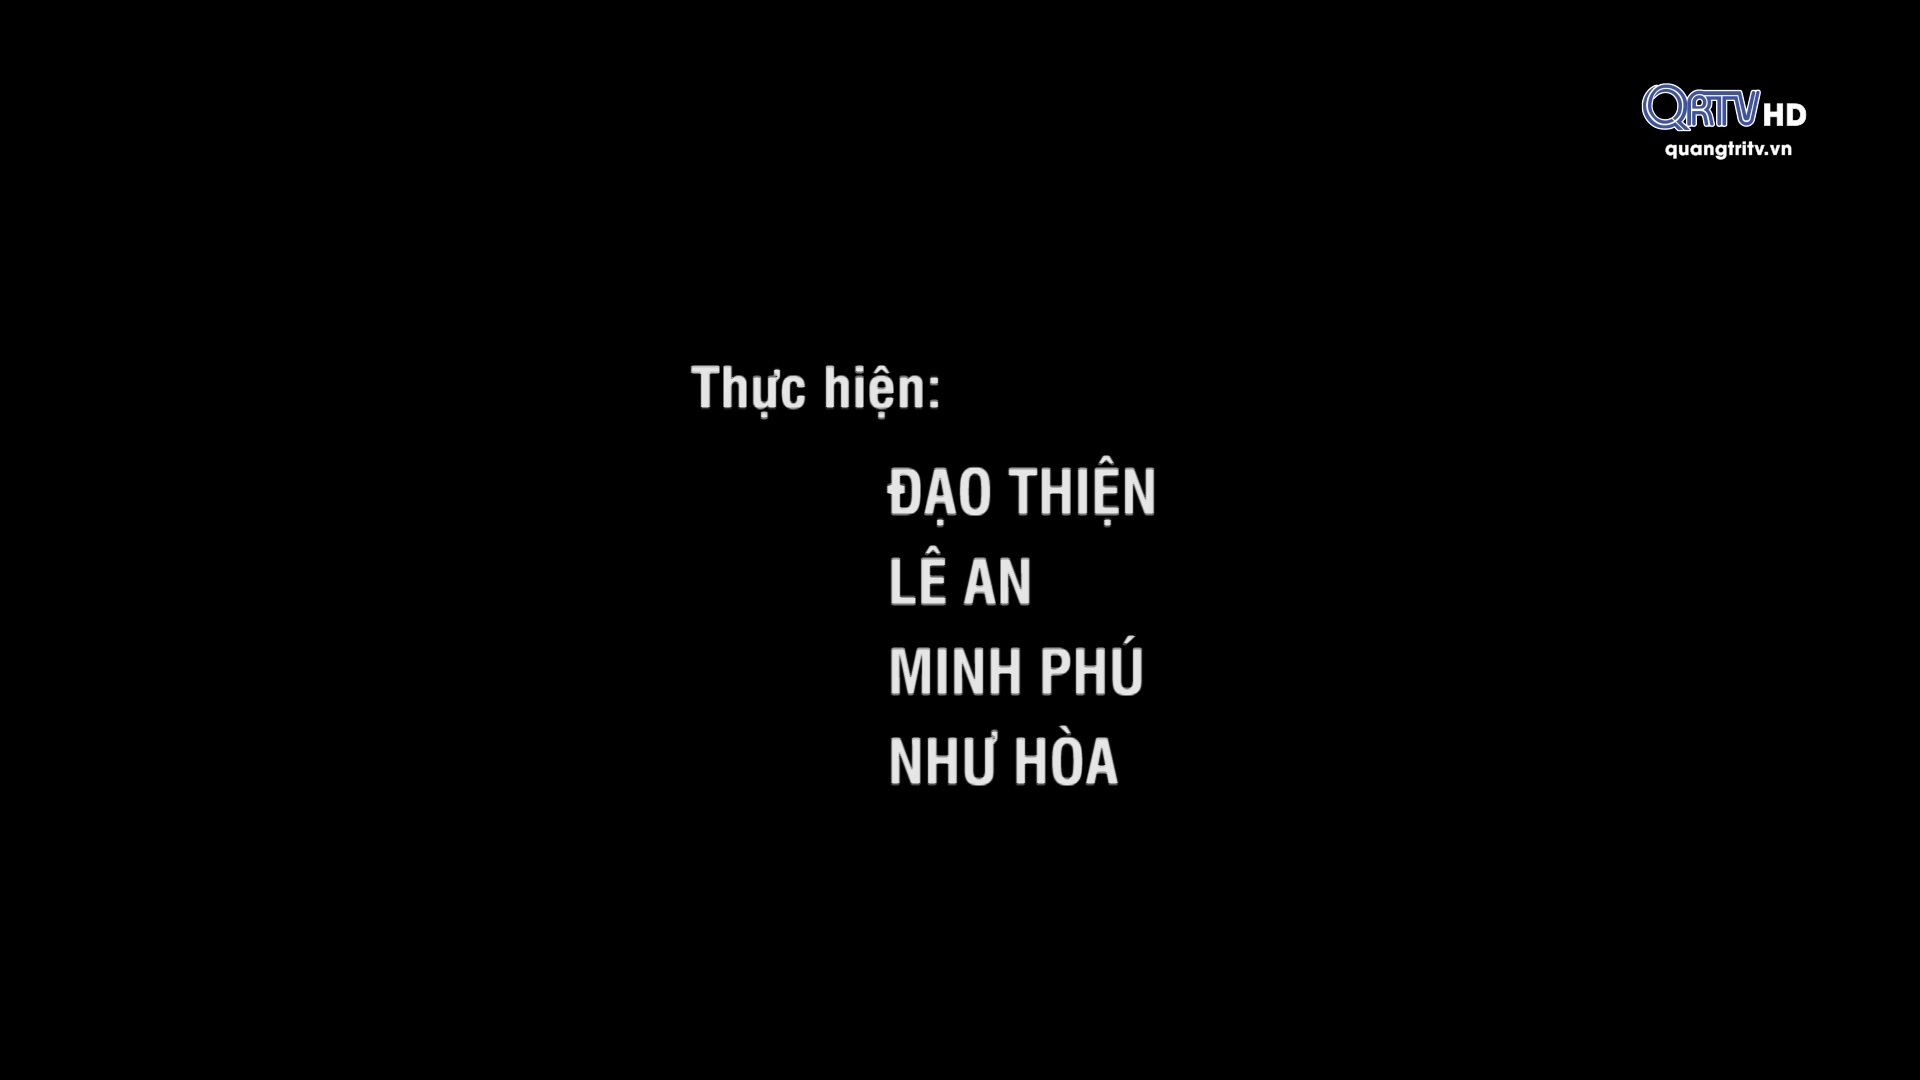 QRTV HD
quangtritv.vn
Thực hiện:
ĐẠO THIỆN
LÊ AN
MINH PHÚ
NHƯ HÒA